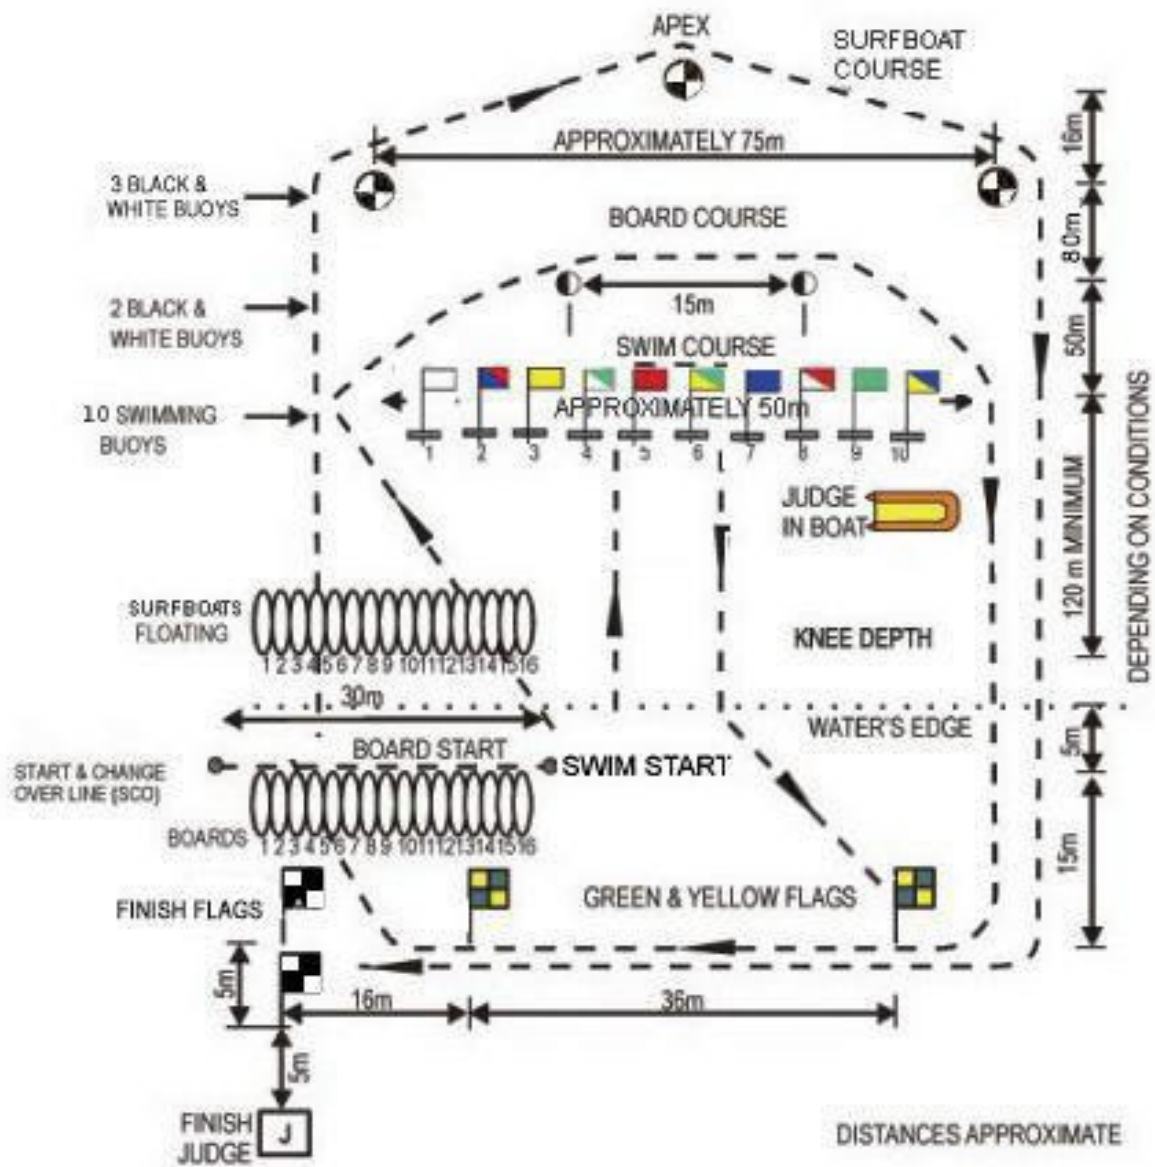 APEX
SURFBOAT
COURSE
APPROXIMATELY 75m
16m
3 BLACK &
WHITE BUOYS
BOARD COURSE
80m
2 BLACK &
WHITE BUOYS
15m
50m
SWIM COURSE
APPROXIMATELY 50m
10 SWIMMING
BUOYS
1 2 3 4 5 6 7 8 9 10
JUDGE
IN BOAT
120 m MINIMUM
DEPENDING ON CONDITIONS
SURFBOATS
FLOATING
KNEE DEPTH
1 2 3 4 5 6 7 8 9 10 11 12 13 14 15 16
30m
WATER'S EDGE
BOARD START
SWIM START
5m
START & CHANGE
OVER LINE (SCO)
BOARDS
1 2 3 4 5 6 7 8 9 10 11 12 13 14 15 16
15m
FINISH FLAGS
GREEN & YELLOW FLAGS
5m
16m
36m
5m
FINISH
JUDGE
J
DISTANCES APPROXIMATE